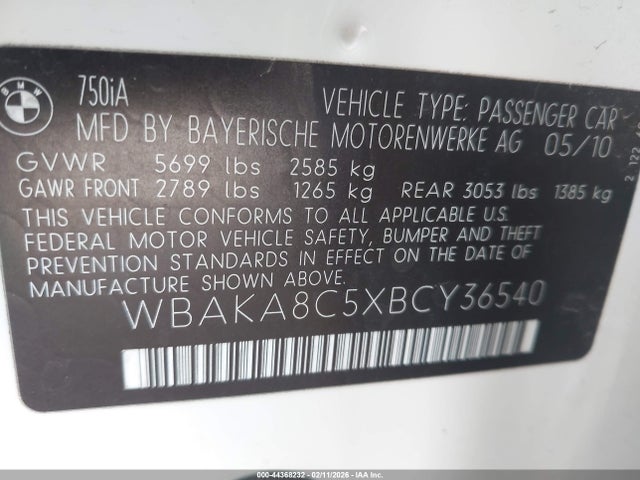 BMW
750iA
VEHICLE TYPE: PASSENGER CAR
MFD BY BAYERISCHE MOTORENWERKE AG 05/10
GVWR 5699 lbs 2585 kg
GAWR FRONT 2789 lbs 1265 kg REAR 3053 lbs 1385 kg
THIS VEHICLE CONFORMS TO ALL APPLICABLE U.S.
FEDERAL MOTOR VEHICLE SAFETY, BUMPER AND THEFT
PREVENTION STANDARDS IN EFFECT ON THE DATE OF
MANUFACTURE SHOWN ABOVE.
WBAKA8C5XBCY36540
000-44368232 - 02/11/2026 - IAAI.COM